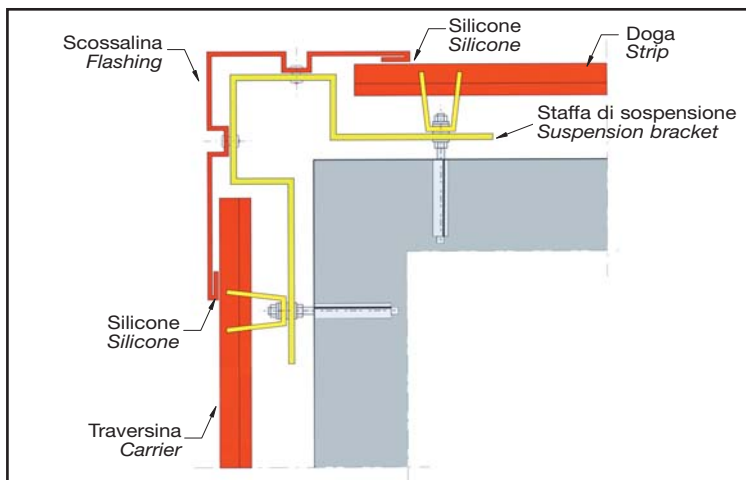 Scossalina
Flashing
Silicone
Silicone
Doga
Strip
Staffa di sospensione
Suspension bracket
Silicone
Silicone
Traversina
Carrier